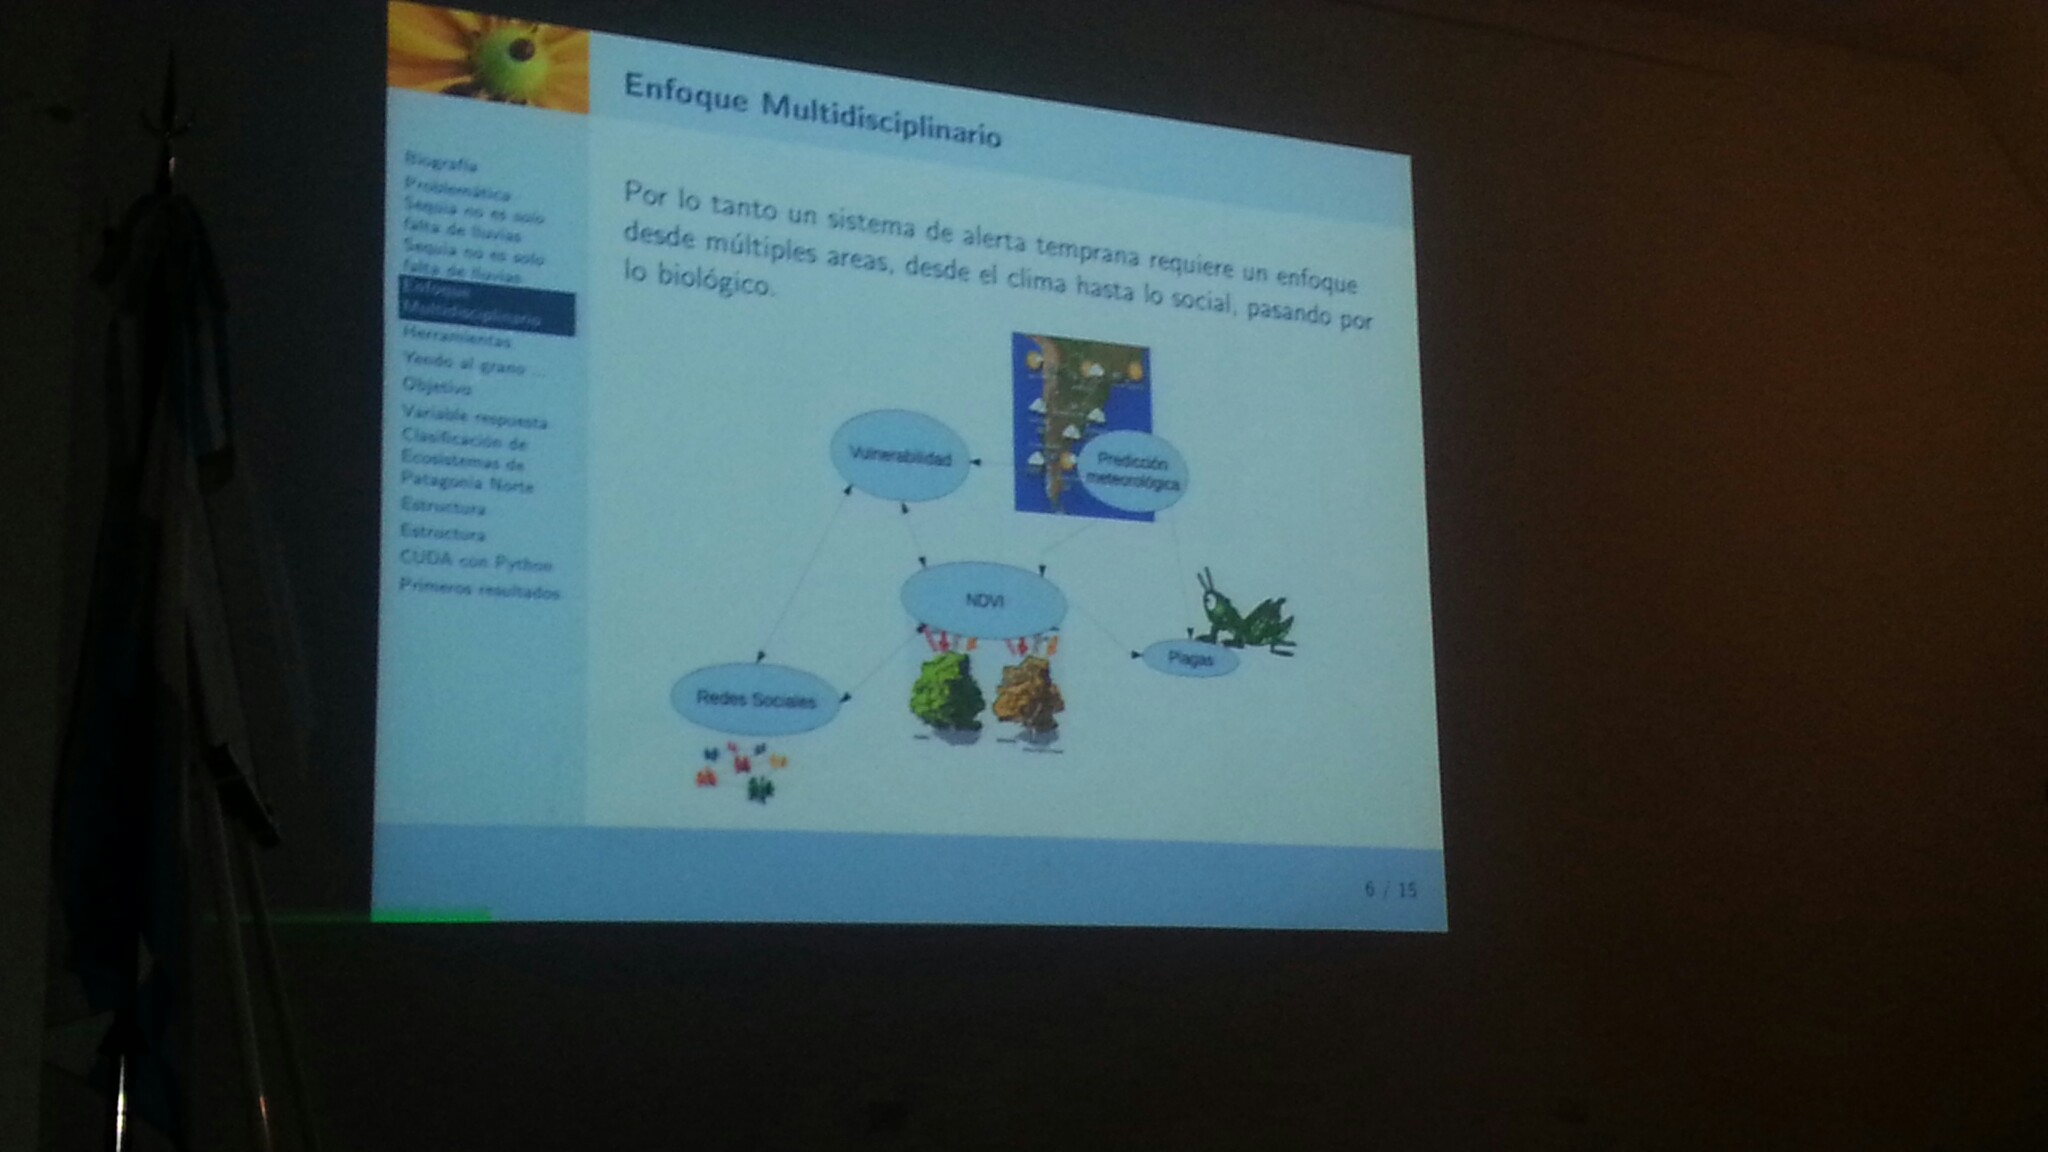 Enfoque Multidisciplinario
Biografía
Problemática
Sequia no es solo
falta de lluvias
Sequia no es solo
falta de lluvias
Enfoque
Multidisciplinario
Herramientas
Yendo al grano ...
Objetivo
Variable respuesta
Clasificación de
Ecosistemas de
Patagonia Norte
Estructura
Estructura
CUDA con Python
Primeros resultados
Por lo tanto un sistema de alerta temprana requiere un enfoque
desde múltiples areas, desde el clima hasta lo social, pasando por
lo biológico.
Vulnerabilidad
Predicción
meteorológica
NDVI
Plagas
Redes Sociales
6 / 15